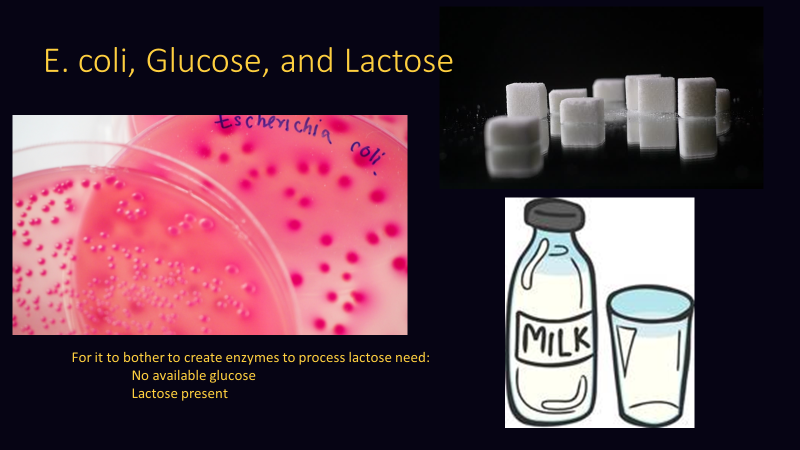 E. coli, Glucose, and Lactose
Escherichia
coli.
MILK
For it to bother to create enzymes to process lactose need:
No available glucose
Lactose present